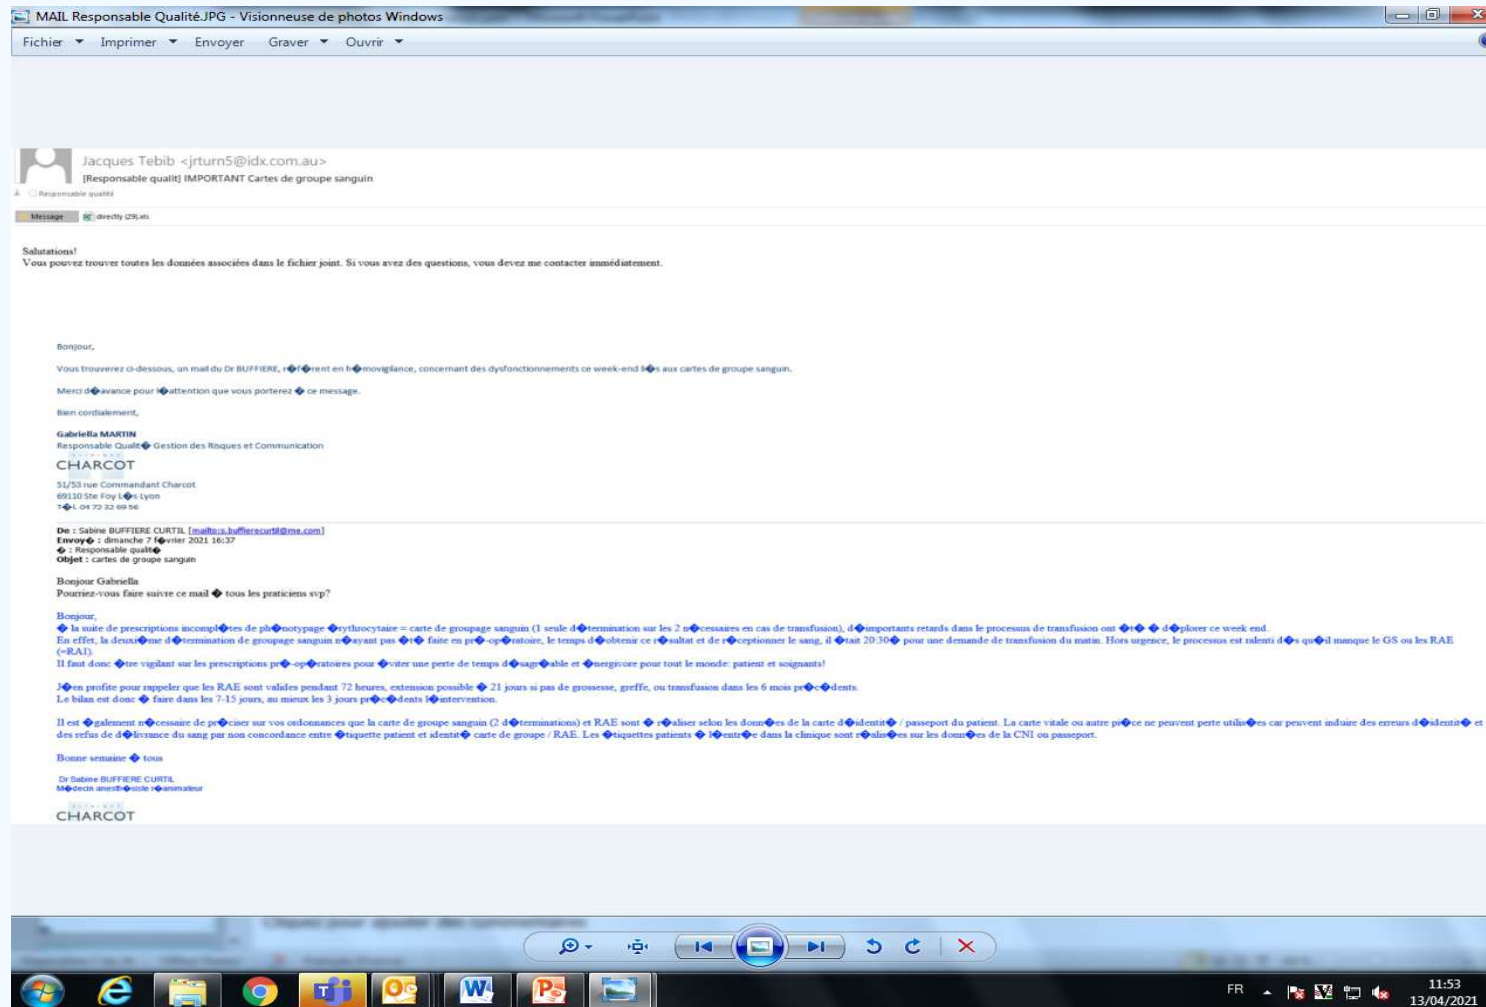 MAIL Responsable Qualité.JPG - Visionneuse de photos Windows
Fichier Imprimer Envoyer Graver Ouvrir
Jacques Tebib <jrturn5@idx.com.au>
[Responsable qualit] IMPORTANT Cartes de groupe sanguin
Responsable qualité
Message directly (29).xls
Salutations!
Vous pouvez trouver toutes les données associées dans le fichier joint. Si vous avez des questions, vous devez me contacter immédiatement.
Bonjour,
Vous trouverez ci-dessous, un mail du Dr BUFFIERE, r�f�rent en h�movigilance, concernant des dysfonctionnements ce week-end li�s aux cartes de groupe sanguin.
Merci d�avance pour l�attention que vous porterez � ce message.
Bien cordialement,
Gabriella MARTIN
Responsable Qualit� Gestion des Risques et Communication
CHARCOT
51/53 rue Commandant Charcot
69110 Ste Foy L�s Lyon
T�l. 04 72 32 69 56
De : Sabine BUFFIERE CURTIL [mailto:s.buffierecurtil@me.com]
Envoy� : dimanche 7 f�vrier 2021 16:37
� : Responsable qualit�
Objet : cartes de groupe sanguin
Bonjour Gabriella
Pourriez-vous faire suivre ce mail � tous les praticiens svp?
Bonjour,
� la suite de prescriptions incompl�tes de ph�notypage �rythrocytaire = carte de groupage sanguin (1 seule d�termination sur les 2 n�cessaires en cas de transfusion), d�importants retards dans le processus de transfusion ont �t� � d�plorer ce week end.
En effet, la deuxi�me d�termination de groupage sanguin n�ayant pas �t� faite en pr�-op�ratoire, le temps d�obtenir ce r�sultat et de r�ceptionner le sang, il �tait 20:30� pour une demande de transfusion du matin. Hors urgence, le processus est ralenti d�s qu�il manque le GS ou les RAE
(=RAI).
Il faut donc �tre vigilant sur les prescriptions pr�-op�ratoires pour �viter une perte de temps d�sagr�able et �nergivore pour tout le monde: patient et soignants!
J�en profite pour rappeler que les RAE sont valides pendant 72 heures, extension possible � 21 jours si pas de grossesse, greffe, ou transfusion dans les 6 mois pr�c�dents.
Le bilan est donc � faire dans les 7-15 jours, au mieux les 3 jours pr�c�dents l�intervention.
Il est �galement n�cessaire de pr�ciser sur vos ordonnances que la carte de groupe sanguin (2 d�terminations) et RAE sont � r�aliser selon les donn�es de la carte d�identit� / passeport du patient. La carte vitale ou autre pi�ce ne peuvent perte utilis�es car peuvent induire des erreurs d�identit� et
des refus de d�livrance du sang par non concordance entre �tiquette patient et identit� carte de groupe / RAE. Les �tiquettes patients � l�entr�e dans la clinique sont r�alis�es sur les donn�es de la CNI ou passeport.
Bonne semaine � tous
Dr Sabine BUFFIERE CURTIL
M�decin anesth�siste r�animateur
CHARCOT
Cliquez pour ajouter des commentaires
FR 11:53
13/04/2021